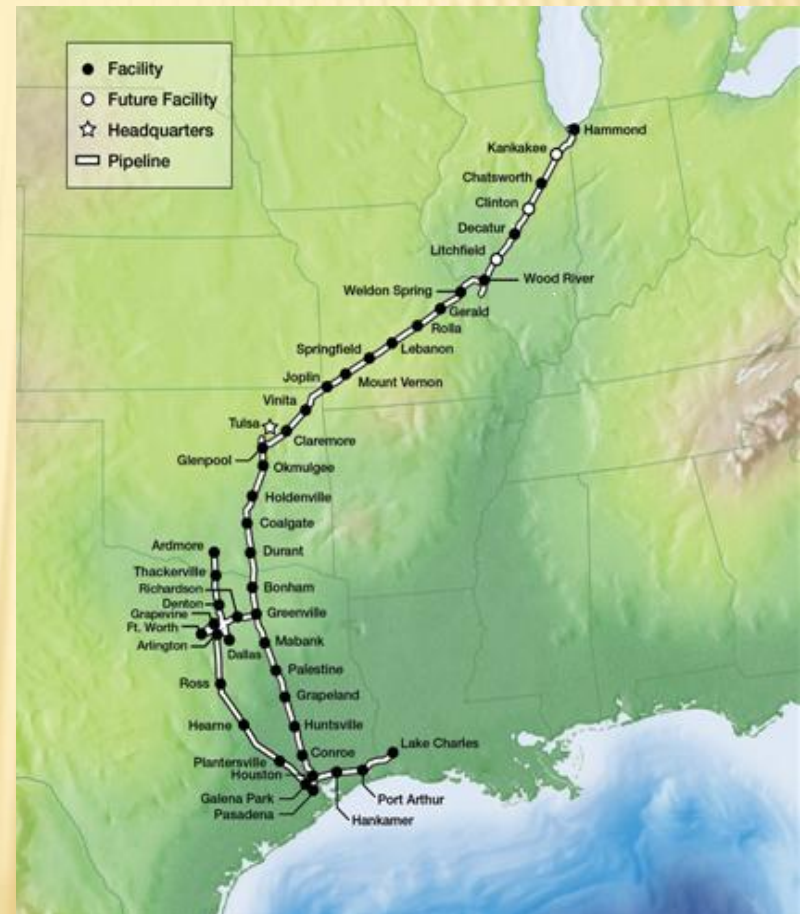 Facility
Future Facility
Headquarters
Pipeline
Hammond
Kankakee
Chatsworth
Clinton
Decatur
Litchfield
Wood River
Weldon Spring
Gerald
Rolla
Lebanon
Springfield
Mount Vernon
Joplin
Vinita
Tulsa
Claremore
Glenpool
Okmulgee
Holdenville
Coalgate
Ardmore
Durant
Thackerville
Richardson
Bonham
Denton
Grapevine
Greenville
Ft. Worth
Arlington
Mabank
Dallas
Palestine
Ross
Grapeland
Hearne
Huntsville
Lake Charles
Conroe
Plantersville
Houston
Galena Park
Port Arthur
Pasadena
Hankamer